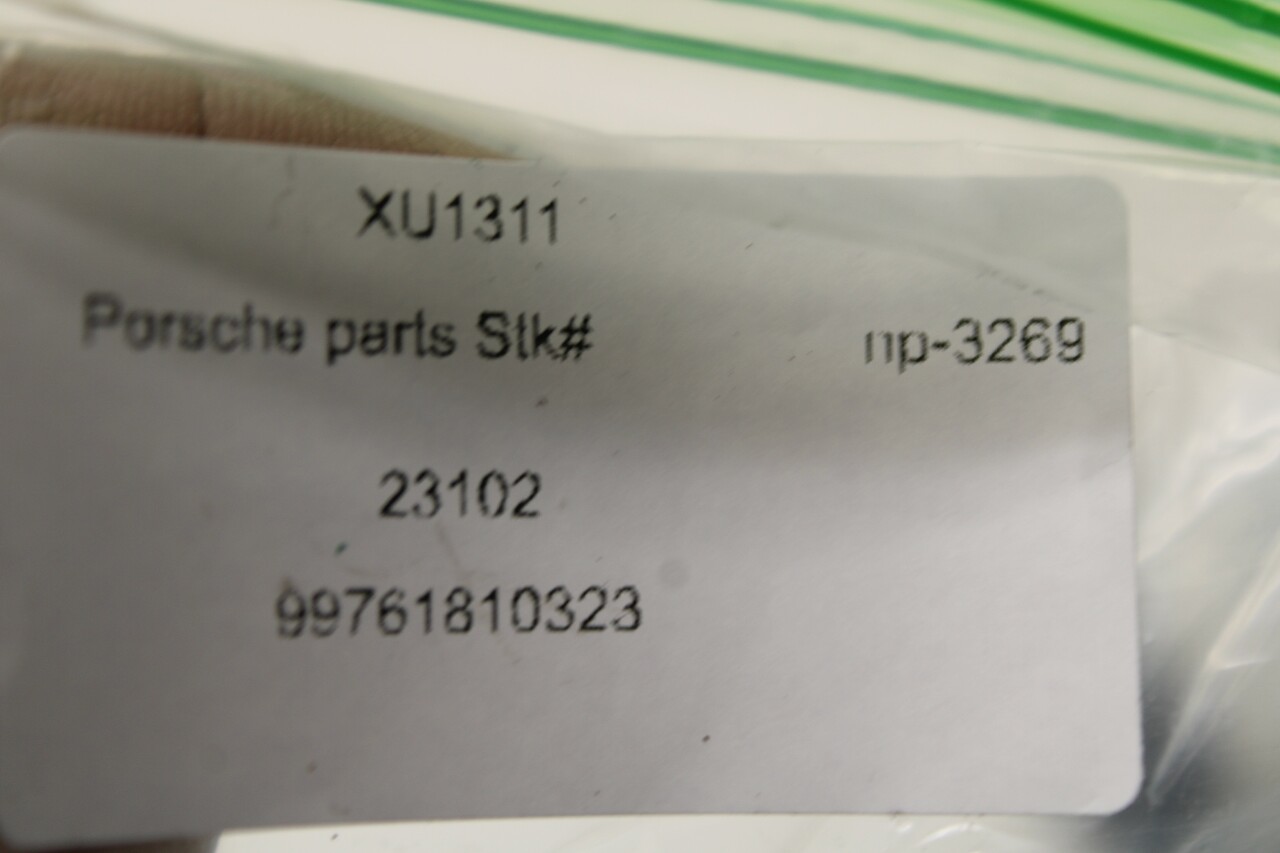 XU1311
Porsche parts Stk# np-3269
23102
99761810323